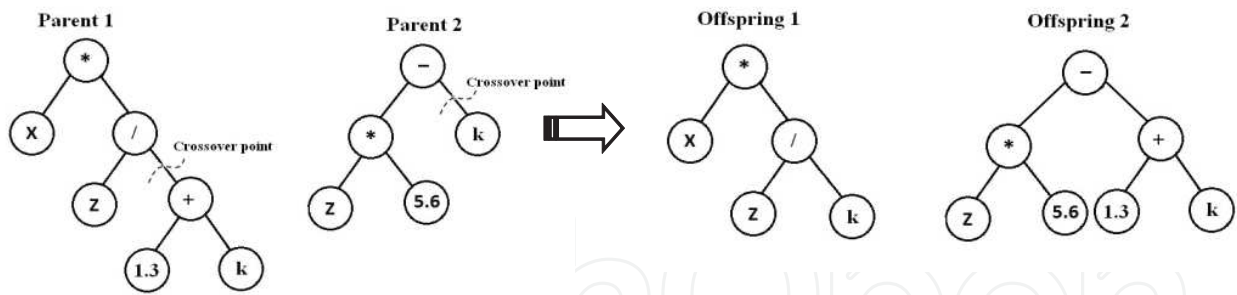 Parent 1
*
X
/
Crossover point
Z
+
1.3
k
Parent 2
−
Crossover point
*
k
Z
5.6
Offspring 1
*
X
/
Z
k
Offspring 2
−
*
+
Z
5.6
1.3
k